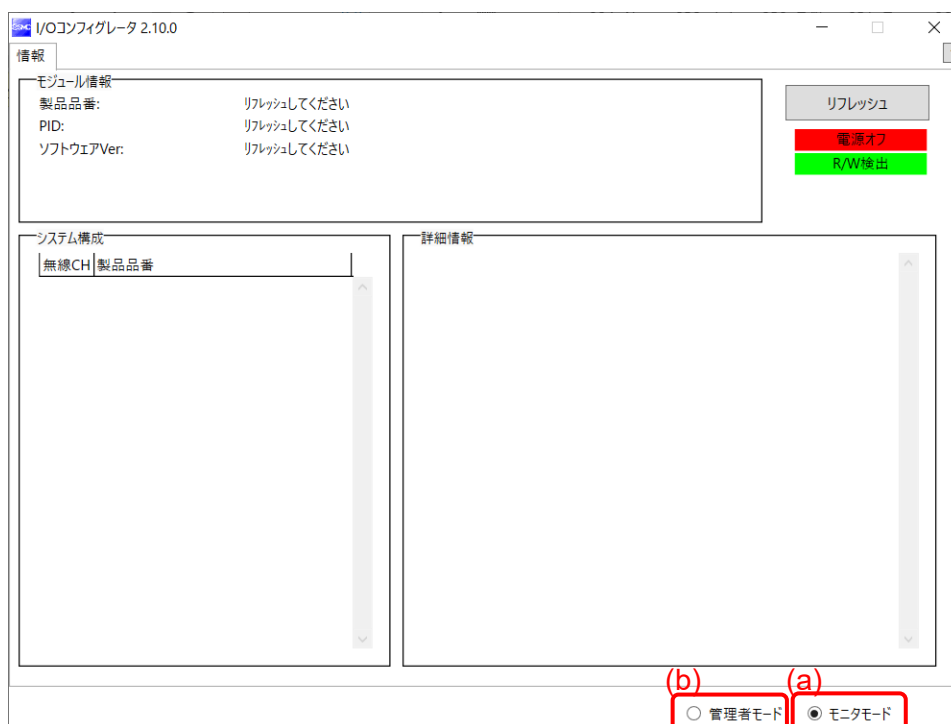 I/Oコンフィグレータ 2.10.0
情報
モジュール情報
製品品番: リフレッシュしてください
PID: リフレッシュしてください
ソフトウェアVer: リフレッシュしてください
リフレッシュ
電源オフ
R/W検出
システム構成
無線CH 製品品番
詳細情報
(b) (a)
管理者モード モニタモード